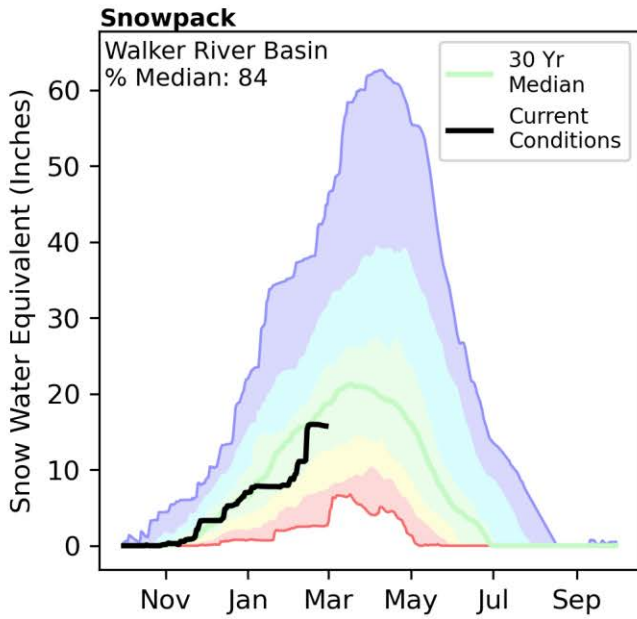 Snowpack
Walker River Basin
% Median: 84
30 Yr
Median
Current
Conditions
Snow Water Equivalent (Inches)
60
50
40
30
20
10
0
Nov Jan Mar May Jul Sep